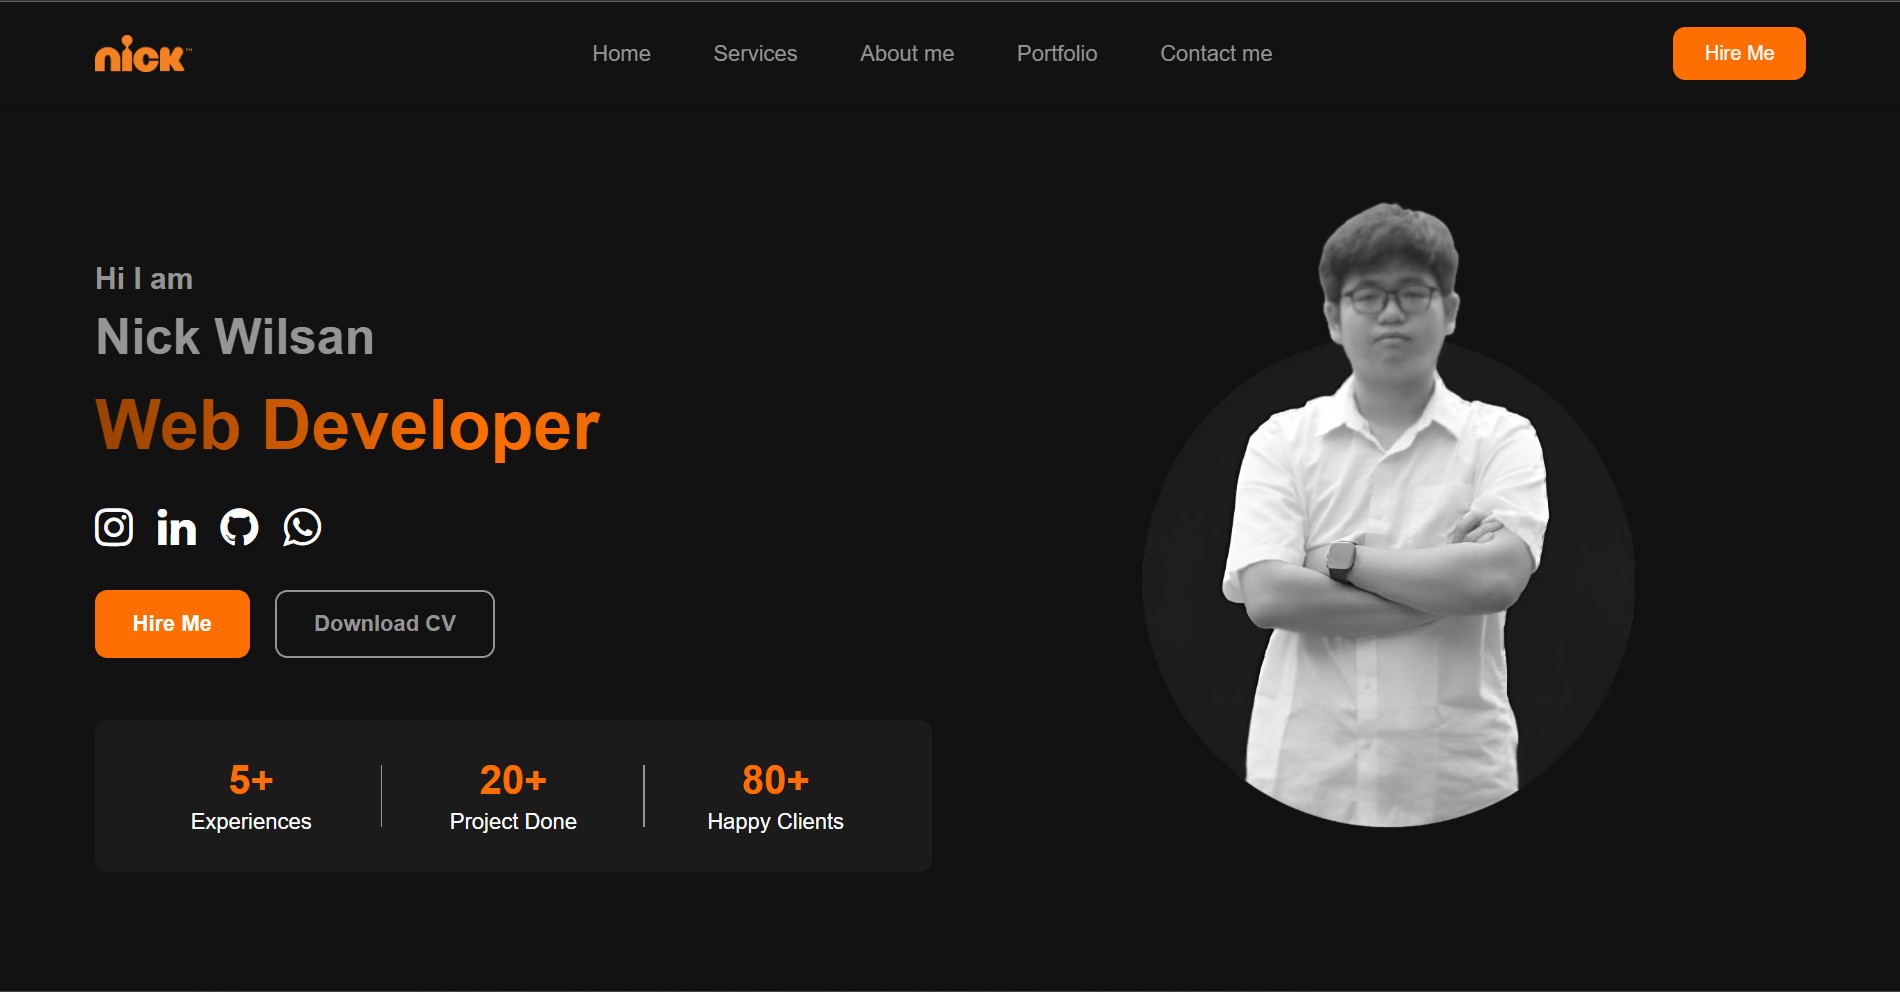 nick™
Home
Services
About me
Portfolio
Contact me
Hire Me
Hi I am
Nick Wilsan
Web Developer
in
Hire Me
Download CV
5+
Experiences
20+
Project Done
80+
Happy Clients